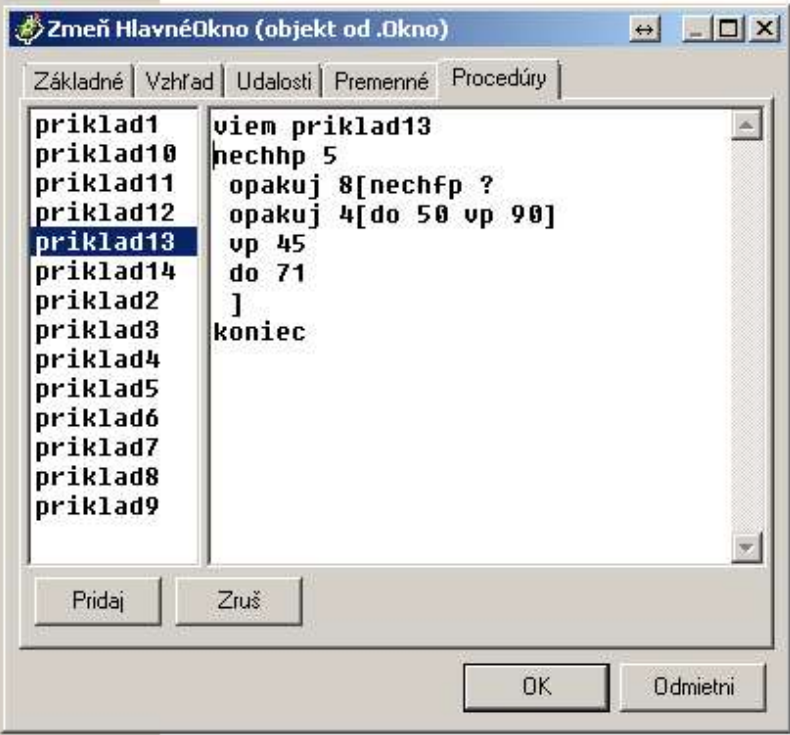 Zmeň HlavnéOkno (objekt od .Okno)
Základné Vzhľad Udalosti Premenné Procedúry
priklad1
priklad10
priklad11
priklad12
priklad13
priklad14
priklad2
priklad3
priklad4
priklad5
priklad6
priklad7
priklad8
priklad9
viem priklad13
nechhp 5
opakuj 8[nechfp ?
opakuj 4[do 50 vp 90]
vp 45
do 71
]
koniec
Pridaj Zruš
OK Odmietni